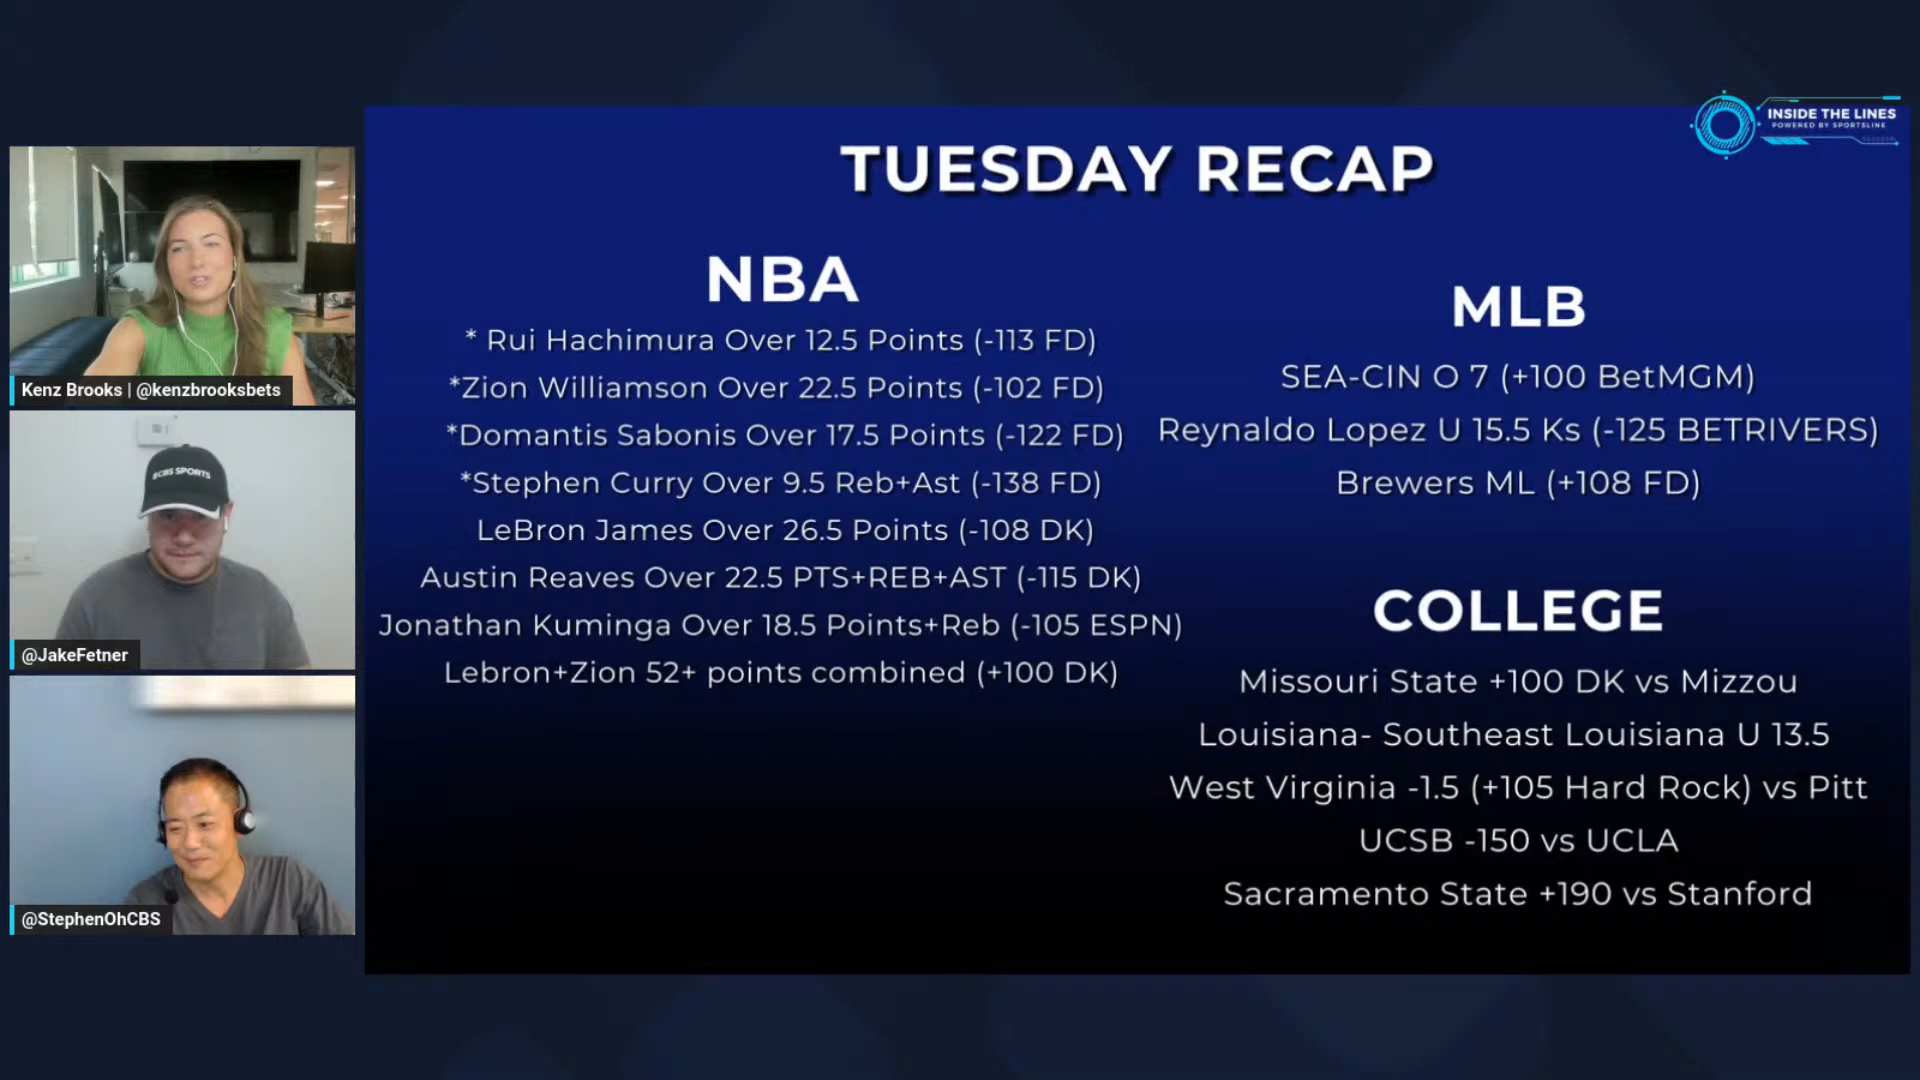 INSIDE THE LINES
POWERED BY SPORTSLINE
TUESDAY RECAP
NBA
* Rui Hachimura Over 12.5 Points (-113 FD)
*Zion Williamson Over 22.5 Points (-102 FD)
*Domantis Sabonis Over 17.5 Points (-122 FD)
*Stephen Curry Over 9.5 Reb+Ast (-138 FD)
LeBron James Over 26.5 Points (-108 DK)
Austin Reaves Over 22.5 PTS+REB+AST (-115 DK)
Jonathan Kuminga Over 18.5 Points+Reb (-105 ESPN)
Lebron+Zion 52+ points combined (+100 DK)
MLB
SEA-CIN O 7 (+100 BetMGM)
Reynaldo Lopez U 15.5 Ks (-125 BETRIVERS)
Brewers ML (+108 FD)
COLLEGE
Missouri State +100 DK vs Mizzou
Louisiana- Southeast Louisiana U 13.5
West Virginia -1.5 (+105 Hard Rock) vs Pitt
UCSB -150 vs UCLA
Sacramento State +190 vs Stanford
Kenz Brooks | @kenzbrooksbets
CBS SPORTS
@JakeFetner
@StephenOhCBS